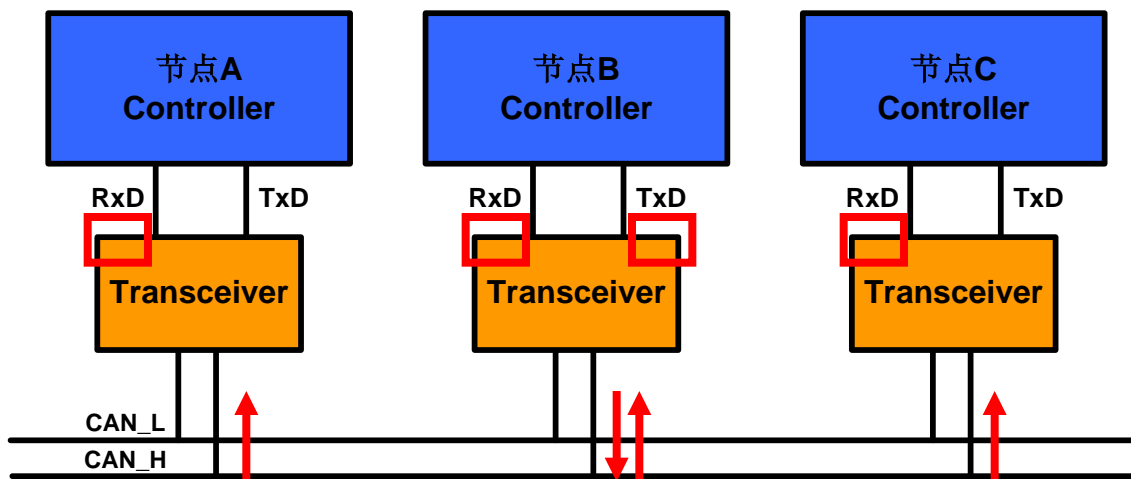 节点A
Controller
节点B
Controller
节点C
Controller
RxD
TxD
RxD
TxD
RxD
TxD
Transceiver
Transceiver
Transceiver
CAN_L
CAN_H